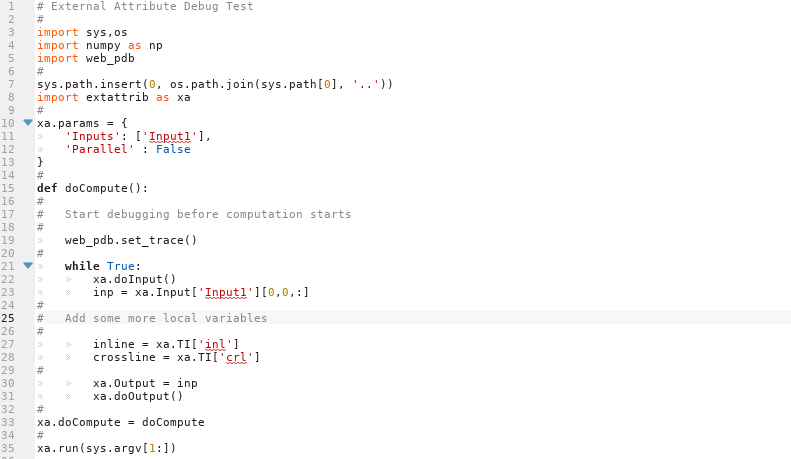 1 # External Attribute Debug Test
2 #
3 import sys,os
4 import numpy as np
5 import web_pdb
6 #
7 sys.path.insert(0, os.path.join(sys.path[0], '..'))
8 import extattrib as xa
9 #
10 xa.params = {
11 » 'Inputs': ['Input1'],
12 » 'Parallel' : False
13 }
14 #
15 def doCompute():
16 #
17 #   Start debugging before computation starts
18 #
19 » web_pdb.set_trace()
20 #
21 » while True:
22 » » xa.doInput()
23 » » inp = xa.Input['Input1'][0,0,:]
24 #
25 #   Add some more local variables
26 #
27 » » inline = xa.TI['inl']
28 » » crossline = xa.TI['crl']
29 #
30 » » xa.Output = inp
31 » » xa.doOutput()
32 #
33 xa.doCompute = doCompute
34 #
35 xa.run(sys.argv[1:])